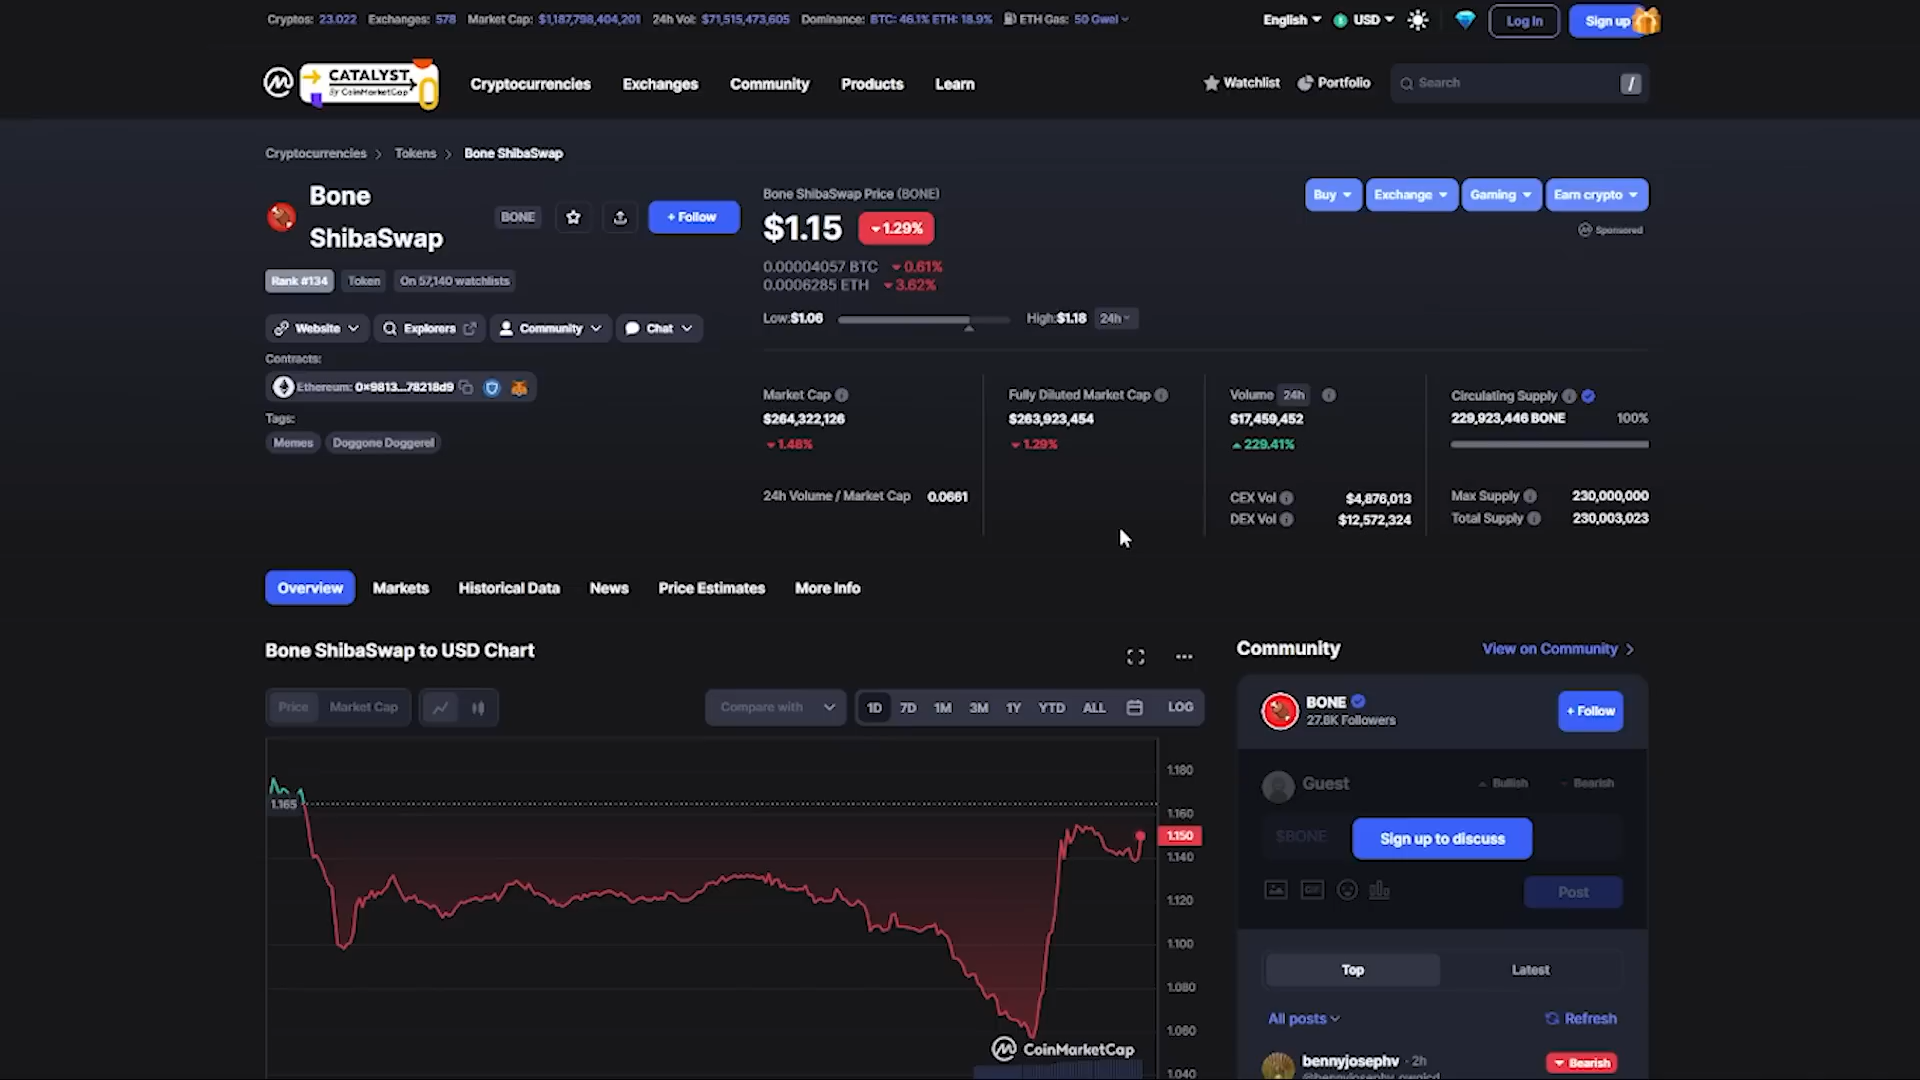 Cryptos: 23.022 Exchanges: 578 Market Cap: $1,187,798,404,201 24h Vol: $71,515,473,605 Dominance: BTC: 46.1% ETH: 18.9% ETH Gas: 50 Gwei
English USD Log In Sign up
CATALYST
By CoinMarketCap
Cryptocurrencies Exchanges Community Products Learn
Watchlist Portfolio Search /
Cryptocurrencies > Tokens > Bone ShibaSwap
Bone
ShibaSwap
BONE + Follow
Rank #134 Token On 57,140 watchlists
Website Explorers Community Chat
Contracts:
Ethereum: 0x9813...78218d9
Tags:
Memes Doggone Doggerel
Bone ShibaSwap Price (BONE)
$1.15 1.29%
0.00004057 BTC 0.61%
0.0006285 ETH 3.62%
Low:$1.06 High:$1.18 24h
Buy Exchange Gaming Earn crypto
Sponsored
Market Cap
$264,322,126
1.46%
24h Volume / Market Cap 0.0661
Fully Diluted Market Cap
$263,923,454
1.29%
Volume 24h
$17,459,452
229.41%
CEX Vol $4,876,013
DEX Vol $12,572,324
Circulating Supply
229,923,446 BONE 100%
Max Supply 230,000,000
Total Supply 230,003,023
Overview Markets Historical Data News Price Estimates More Info
Bone ShibaSwap to USD Chart
Price Market Cap
Compare with 1D 7D 1M 3M 1Y YTD ALL LOG
1.165
1.180
1.160
1.150
1.140
1.120
1.100
1.080
1.060
1.040
CoinMarketCap
Community View on Community >
BONE
27.8K Followers
+ Follow
Guest Bullish Bearish
$BONE
Sign up to discuss
GIF
Post
Top Latest
All posts Refresh
bennyjosephv · 2h
Bearish